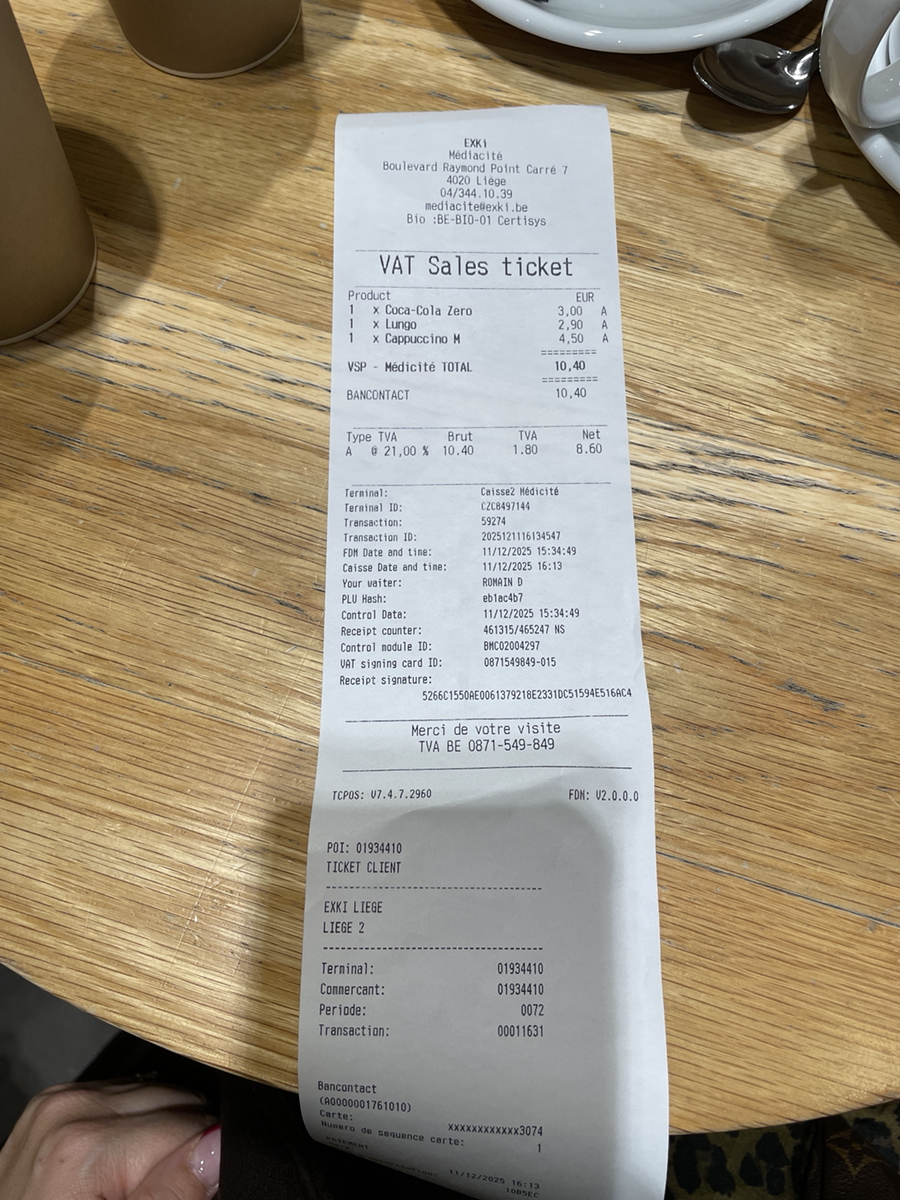 EXKi
Médiacité
Boulevard Raymond Point Carré 7
4020 Liège
04/344.10.39
mediacite@exki.be
Bio :BE-BIO-01 Certisys
VAT Sales ticket
Product EUR
1 x Coca-Cola Zero 3,00 A
1 x Lungo 2,90 A
1 x Cappuccino M 4,50 A
=========
VSP - Médicité TOTAL 10,40
=========
BANCONTACT 10,40
Type TVA Brut TVA Net
A @ 21,00 % 10.40 1.80 8.60
Terminal: Caisse2 Médicité
Terminal ID: CZC8497144
Transaction: 59274
Transaction ID: 2025121116134547
FDM Date and time: 11/12/2025 15:34:49
Caisse Date and time: 11/12/2025 16:13
Your waiter: ROMAIN D
PLU Hash: eb1ac4b7
Control Data: 11/12/2025 15:34:49
Receipt counter: 461315/465247 NS
Control module ID: BMC02004297
VAT signing card ID: 0871549849-015
Receipt signature:
5266C1550AE0061379218E2331DC51594E516AC4
Merci de votre visite
TVA BE 0871-549-849
TCPOS: V7.4.7.2960 FDN: V2.0.0.0
POI: 01934410
TICKET CLIENT
--------------------------------
EXKI LIEGE
LIEGE 2
--------------------------------
Terminal: 01934410
Commercant: 01934410
Periode: 0072
Transaction: 00011631
Bancontact
(A0000001761010)
Carte: xxxxxxxxxxxx3074
Numero de sequence carte: 1
PAIEMENT
11/12/2025 16:13